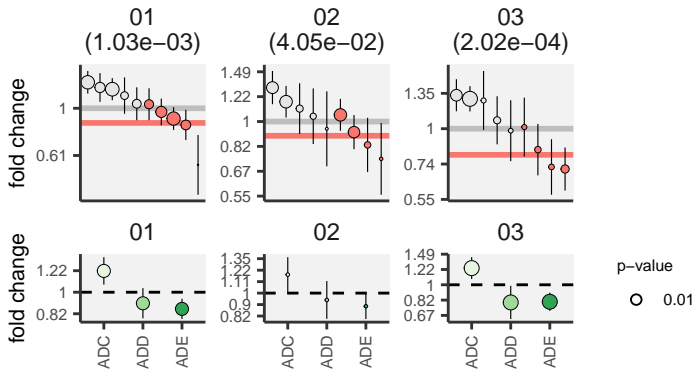 01
(1.03e−03)
02
(4.05e−02)
03
(2.02e−04)
fold change
1
0.61
1.49
1.22
1
0.82
0.67
0.55
1.35
1
0.74
0.55
01
02
03
fold change
1.22
1
0.82
1.35
1.22
1.11
1
0.9
0.82
1.49
1.22
1
0.82
0.67
ADC
ADD
ADE
ADC
ADD
ADE
ADC
ADD
ADE
p−value
0.01